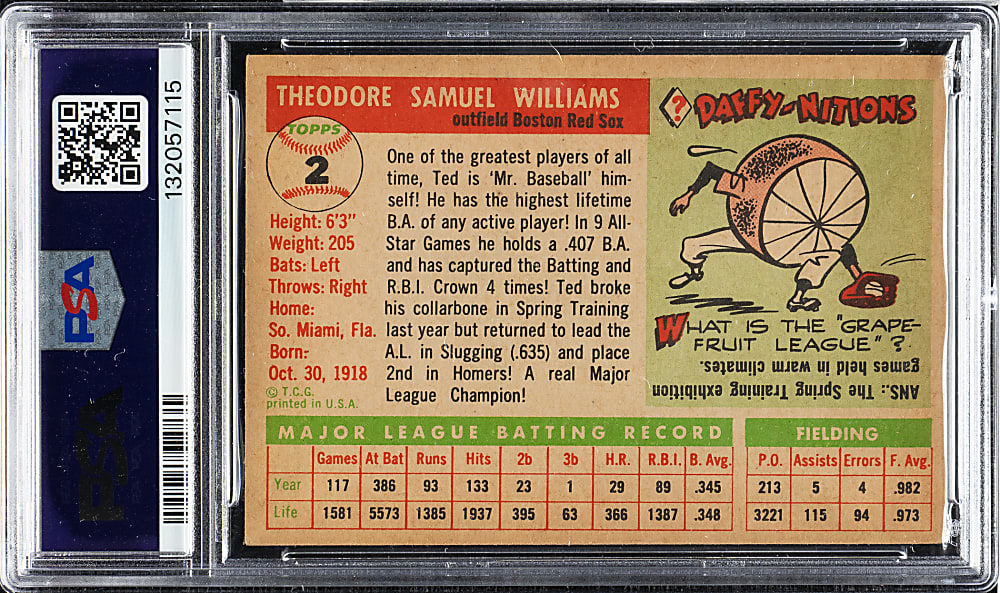 PSA
132057115
PSA
THEODORE SAMUEL WILLIAMS
outfield Boston Red Sox
TOPPS
2
Height: 6'3"
Weight: 205
Bats: Left
Throws: Right
Home:
So. Miami, Fla.
Born:
Oct. 30, 1918
© T.C.G.
printed in U.S.A.
One of the greatest players of all
time, Ted is 'Mr. Baseball' him-
self! He has the highest lifetime
B.A. of any active player! In 9 All-
Star Games he holds a .407 B.A.
and has captured the Batting and
R.B.I. Crown 4 times! Ted broke
his collarbone in Spring Training
last year but returned to lead the
A.L. in Slugging (.635) and place
2nd in Homers! A real Major
League Champion!
? DAFFY-NITIONS
WHAT IS THE "GRAPE-
FRUIT LEAGUE"?
ANS.: The Spring Training exhibition
games held in warm climates.
MAJOR LEAGUE BATTING RECORD
Games At Bat Runs Hits 2b 3b H.R. R.B.I. B. Avg.
Year 117 386 93 133 23 1 29 89 .345
Life 1581 5573 1385 1937 395 63 366 1387 .348
FIELDING
P.O. Assists Errors F. Avg.
213 5 4 .982
3221 115 94 .973